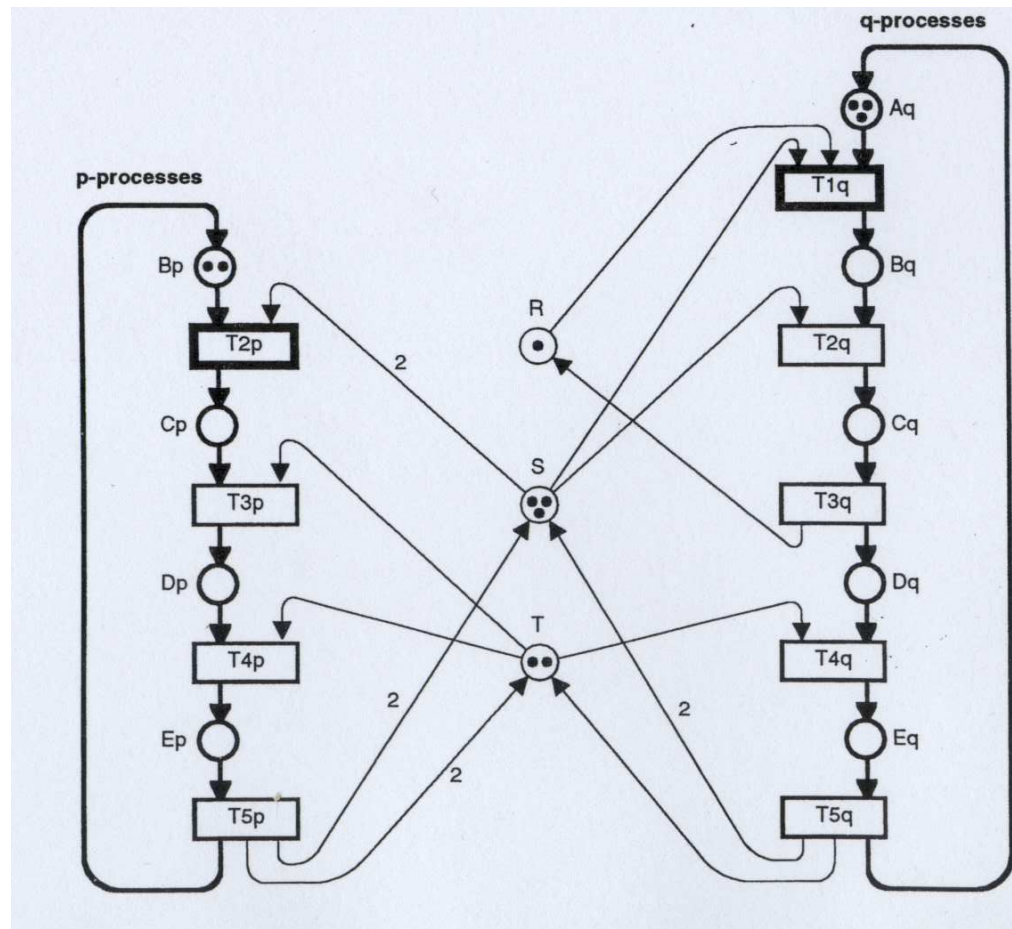 q-processes
Aq
T1q
p-processes
Bp
Bq
R
T2p
2
T2q
Cp
Cq
S
T3p
T3q
Dp
Dq
T
T4p
T4q
2
2
Ep
Eq
2
T5p
T5q